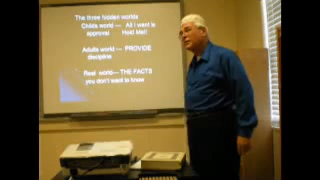 The three hidden worlds
Childs world — All I want is
approval Hold Me!!
Adults world — PROVIDE
discipline
Real world— THE FACTS
you don't want to know